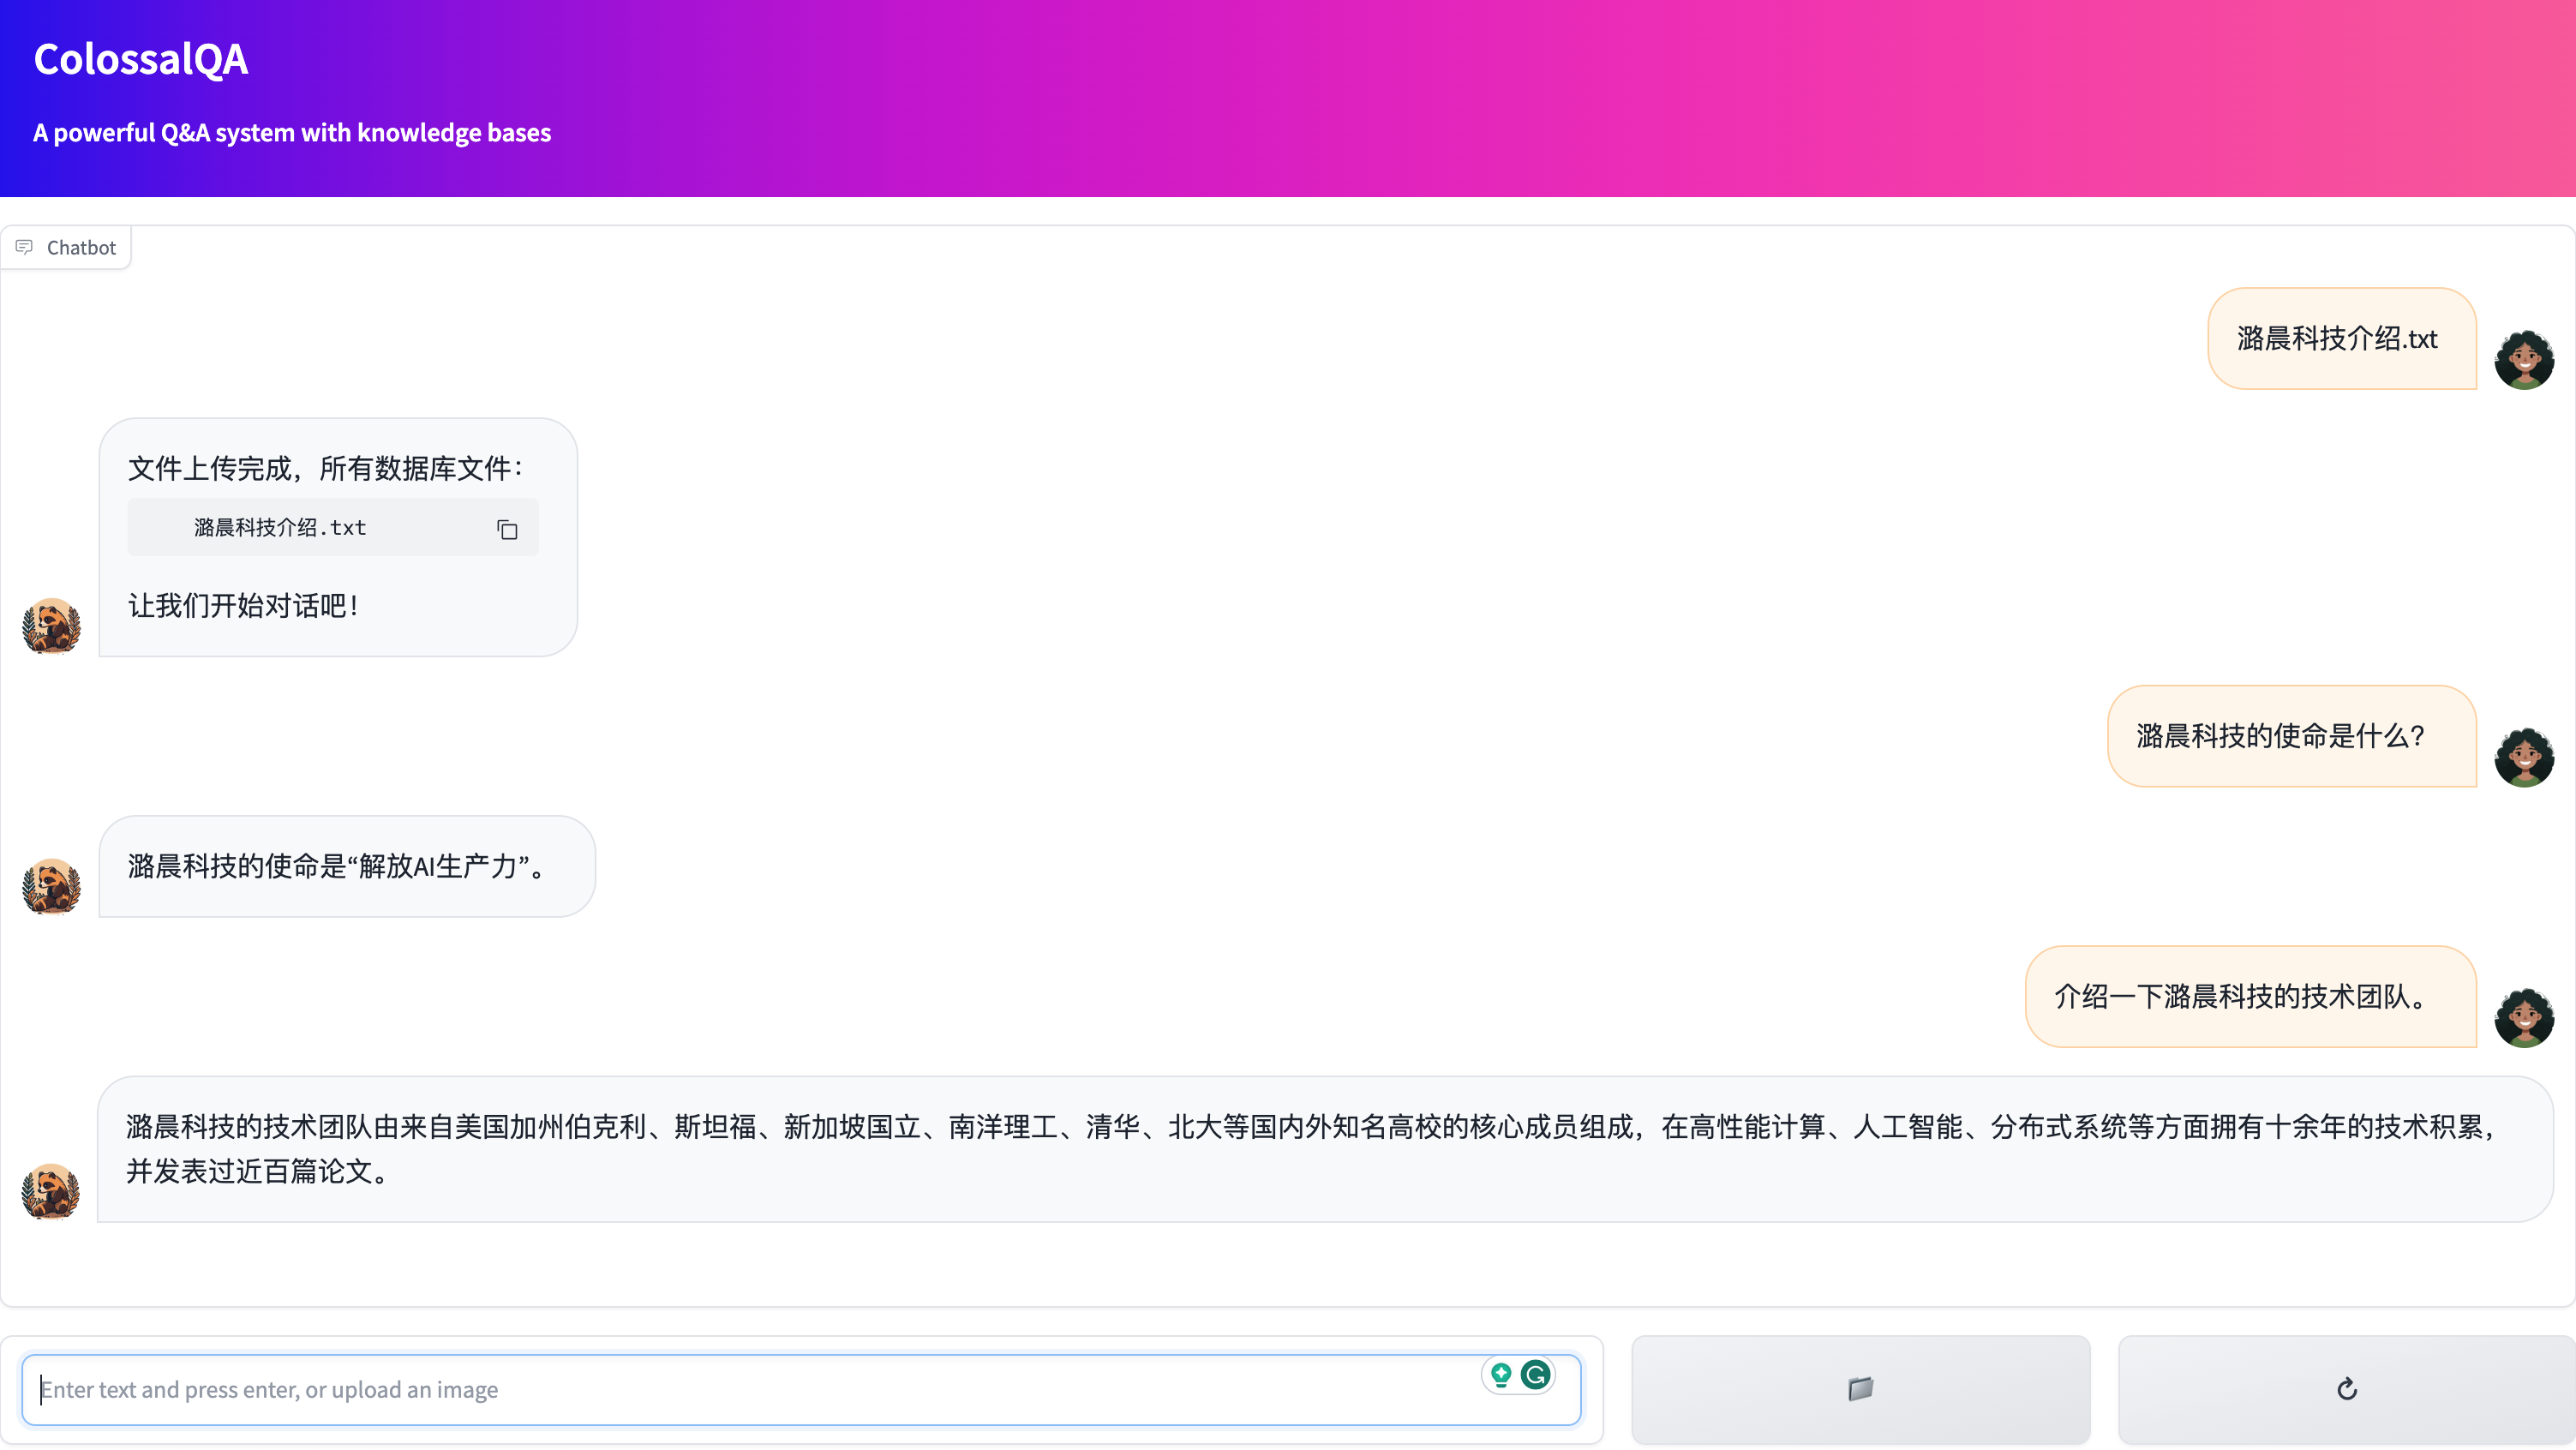 ColossalQA
A powerful Q&A system with knowledge bases
Chatbot
潞晨科技介绍.txt
文件上传完成，所有数据库文件：
潞晨科技介绍.txt
让我们开始对话吧！
潞晨科技的使命是什么？
潞晨科技的使命是“解放AI生产力”。
介绍一下潞晨科技的技术团队。
潞晨科技的技术团队由来自美国加州伯克利、斯坦福、新加坡国立、南洋理工、清华、北大等国内外知名高校的核心成员组成，在高性能计算、人工智能、分布式系统等方面拥有十余年的技术积累，
并发表过近百篇论文。
Enter text and press enter, or upload an image